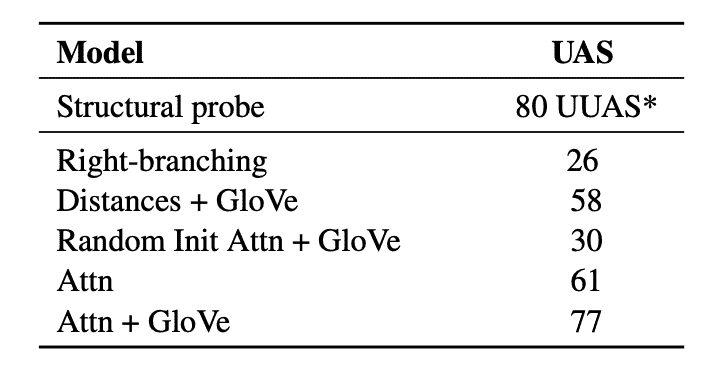 Model UAS
Structural probe 80 UUAS*
Right-branching 26
Distances + GloVe 58
Random Init Attn + GloVe 30
Attn 61
Attn + GloVe 77